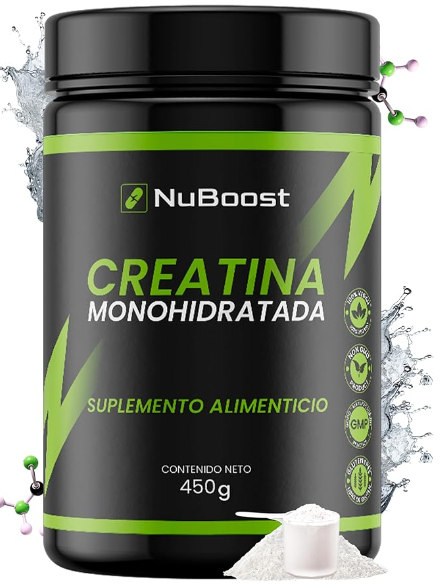 NuBoost
CREATINA
MONOHIDRATADA
SUPLEMENTO ALIMENTICIO
CONTENIDO NETO
450g
GMP